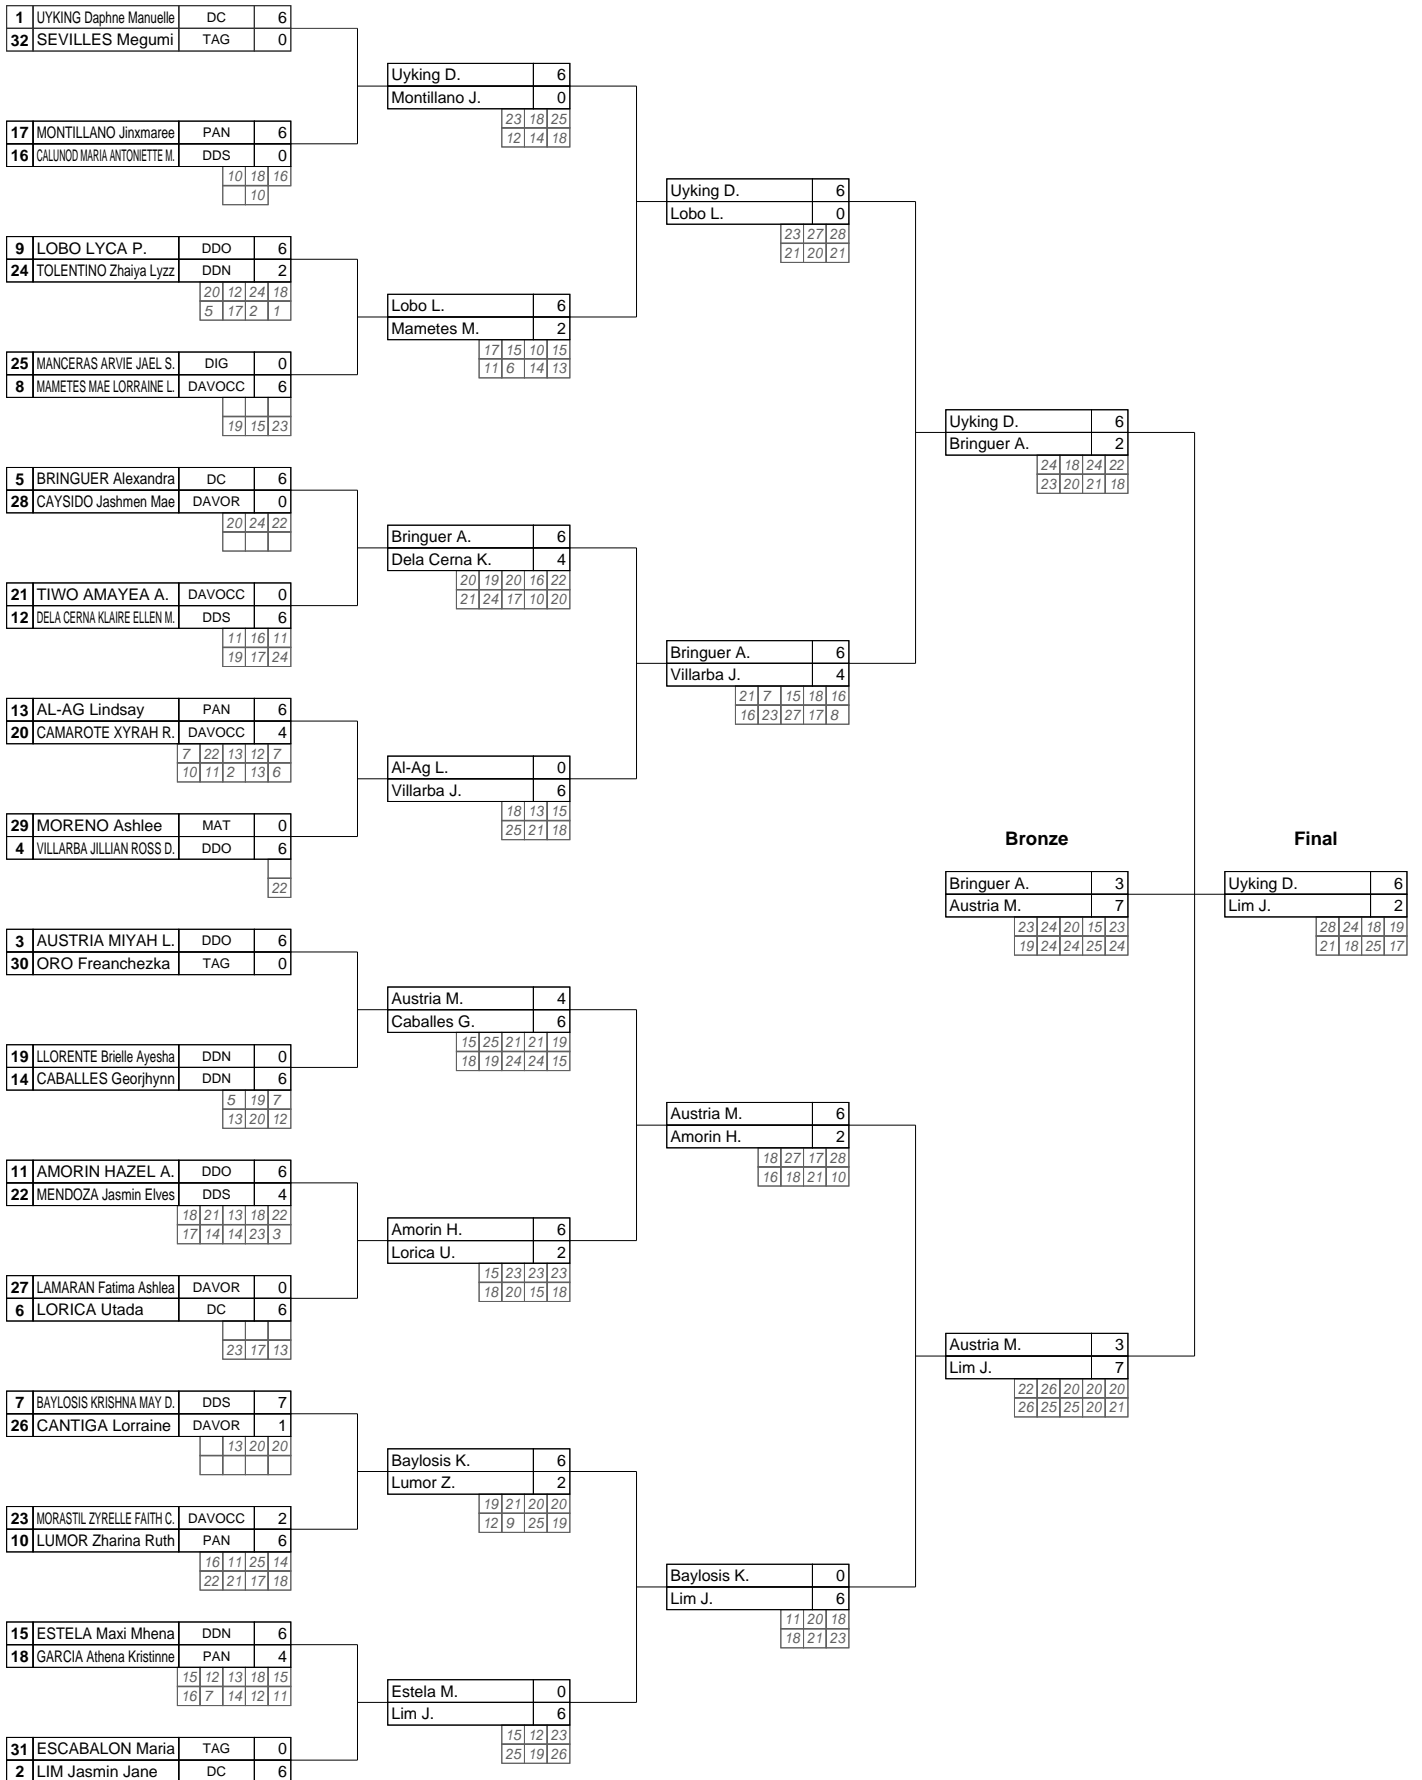 1 UYKING Daphne Manuelle DC 6
32 SEVILLES Megumi TAG 0
17 MONTILLANO Jinxmaree PAN 6
16 CALUNOD MARIA ANTONIETTE M. DDS 0
10 18 16
10
9 LOBO LYCA P. DDO 6
24 TOLENTINO Zhaiya Lyzz DDN 2
20 12 24 18
5 17 2 1
25 MANCERAS ARVIE JAEL S. DIG 0
8 MAMETES MAE LORRAINE L. DAVOCC 6
19 15 23
5 BRINGUER Alexandra DC 6
28 CAYSIDO Jashmen Mae DAVOR 0
20 24 22
21 TIWO AMAYEA A. DAVOCC 0
12 DELA CERNA KLAIRE ELLEN M. DDS 6
11 16 11
19 17 24
13 AL-AG Lindsay PAN 6
20 CAMAROTE XYRAH R. DAVOCC 4
7 22 13 12 7
10 11 2 13 6
29 MORENO Ashlee MAT 0
4 VILLARBA JILLIAN ROSS D. DDO 6
22
3 AUSTRIA MIYAH L. DDO 6
30 ORO Freanchezka TAG 0
19 LLORENTE Brielle Ayesha DDN 0
14 CABALLES Georjhynn DDN 6
5 19 7
13 20 12
11 AMORIN HAZEL A. DDO 6
22 MENDOZA Jasmin Elves DDS 4
18 21 13 18 22
17 14 14 23 3
27 LAMARAN Fatima Ashlea DAVOR 0
6 LORICA Utada DC 6
23 17 13
7 BAYLOSIS KRISHNA MAY D. DDS 7
26 CANTIGA Lorraine DAVOR 1
13 20 20
23 MORASTIL ZYRELLE FAITH C. DAVOCC 2
10 LUMOR Zharina Ruth PAN 6
16 11 25 14
22 21 17 18
15 ESTELA Maxi Mhena DDN 6
18 GARCIA Athena Kristinne PAN 4
15 12 13 18 15
16 7 14 12 11
31 ESCABALON Maria TAG 0
2 LIM Jasmin Jane DC 6
Uyking D. 6
Montillano J. 0
23 18 25
12 14 18
Lobo L. 6
Mametes M. 2
17 15 10 15
11 6 14 13
Bringuer A. 6
Dela Cerna K. 4
20 19 20 16 22
21 24 17 10 20
Al-Ag L. 0
Villarba J. 6
18 13 15
25 21 18
Austria M. 4
Caballes G. 6
15 25 21 21 19
18 19 24 24 15
Amorin H. 6
Lorica U. 2
15 23 23 23
18 20 15 18
Baylosis K. 6
Lumor Z. 2
19 21 20 20
12 9 25 19
Estela M. 0
Lim J. 6
15 12 23
25 19 26
Uyking D. 6
Lobo L. 0
23 27 28
21 20 21
Bringuer A. 6
Villarba J. 4
21 7 15 18 16
16 23 27 17 8
Austria M. 6
Amorin H. 2
18 27 17 28
16 18 21 10
Baylosis K. 0
Lim J. 6
11 20 18
18 21 23
Uyking D. 6
Bringuer A. 2
24 18 24 22
23 20 21 18
Bronze
Bringuer A. 3
Austria M. 7
23 24 20 15 23
19 24 24 25 24
Austria M. 3
Lim J. 7
22 26 20 20 20
26 25 25 20 21
Final
Uyking D. 6
Lim J. 2
28 24 18 19
21 18 25 17